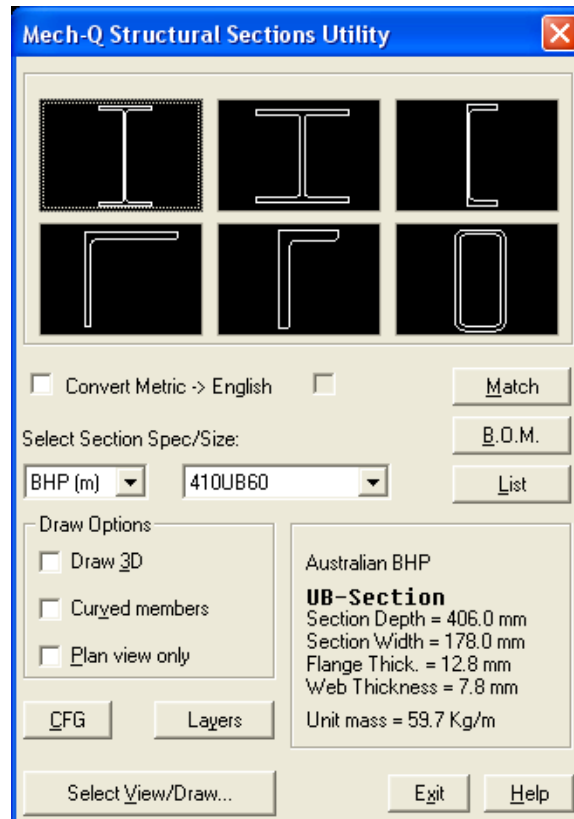 Mech-Q Structural Sections Utility
Convert Metric -> English
Match
Select Section Spec/Size:
B.O.M.
BHP (m)
410UB60
List
Draw Options
Draw 3D
Curved members
Plan view only
Australian BHP
UB-Section
Section Depth = 406.0 mm
Section Width = 178.0 mm
Flange Thick. = 12.8 mm
Web Thickness = 7.8 mm
Unit mass = 59.7 Kg/m
CFG
Layers
Select View/Draw...
Exit
Help